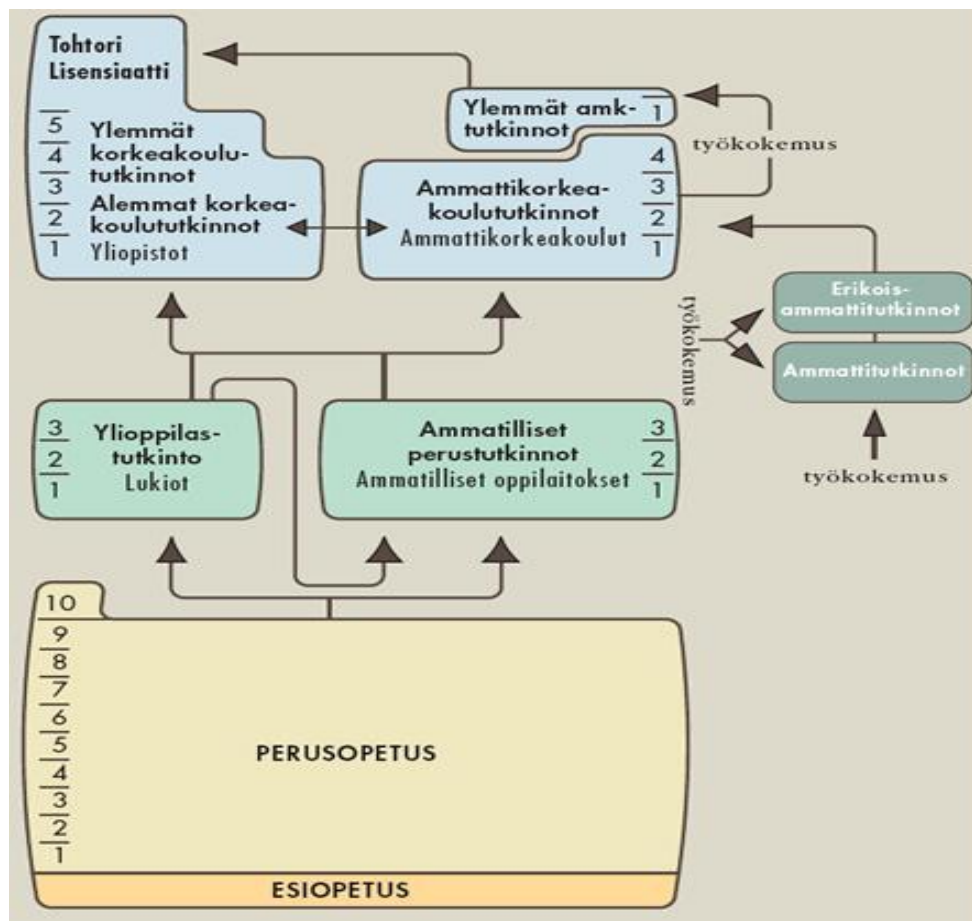 Tohtori
Lisensiaatti
5
4
3
2
1
Ylemmät
korkeakoulu-
tutkinnot
Alemmat korkea-
koulututkinnot
Yliopistot
Ylemmät amk-
tutkinnot
1
työkokemus
Ammattikorkea-
koulututkinnot
Ammattikorkeakoulut
4
3
2
1
Erikois-
ammattitutkinnot
työkokemus
Ammattitutkinnot
työkokemus
3
2
1
Ylioppilas-
tutkinto
Lukiot
Ammatilliset
perustutkinnot
Ammatilliset oppilaitokset
3
2
1
10
9
8
7
6
5
4
3
2
1
PERUSOPETUS
ESIOPETUS